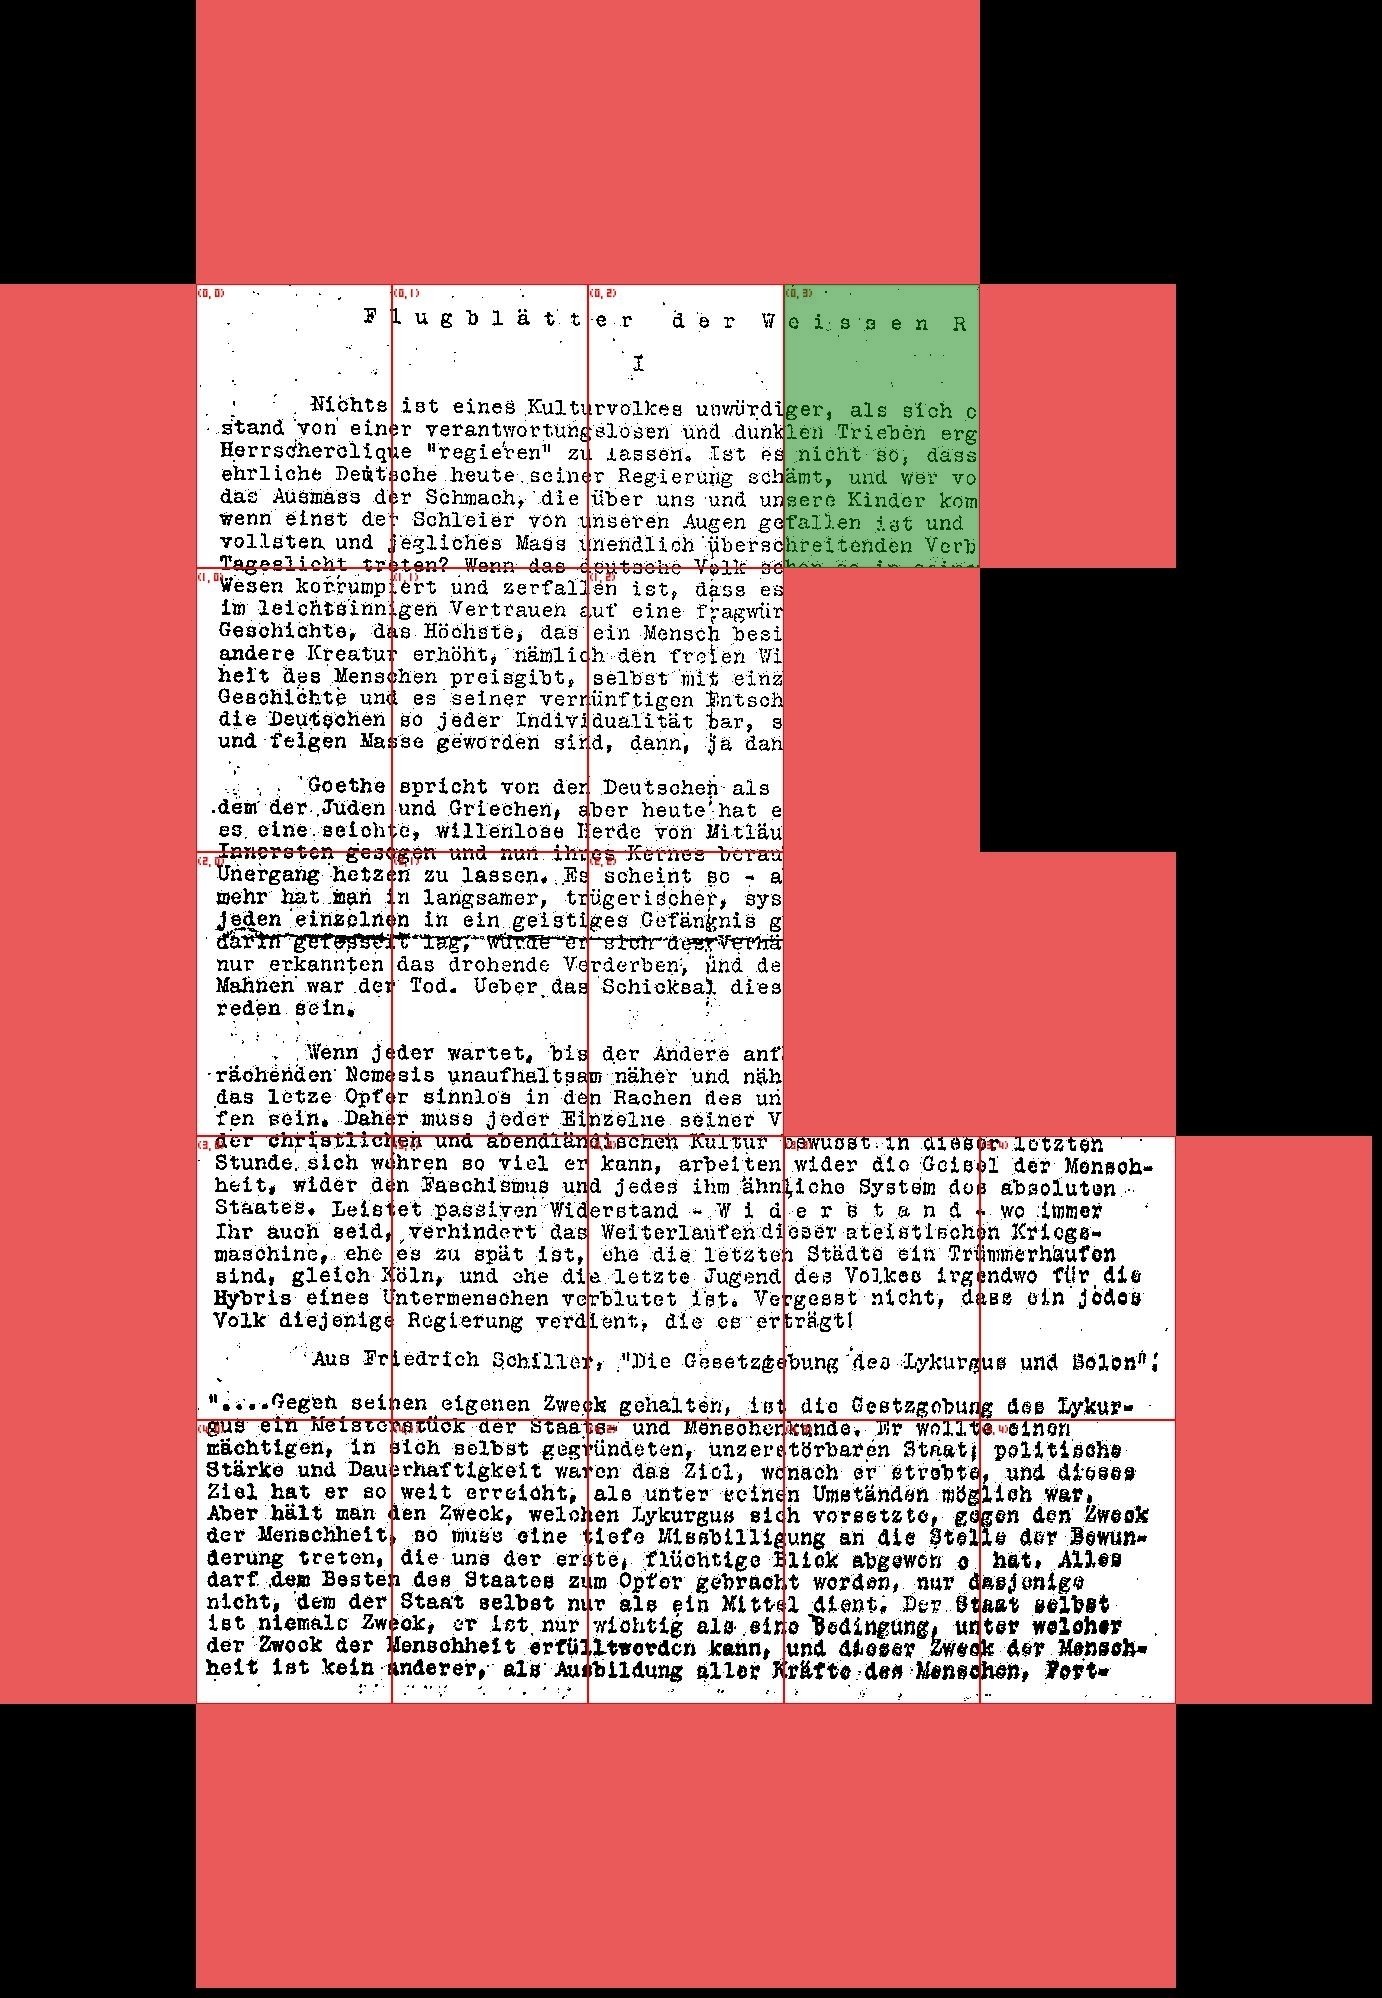 Flugblätter der Weissen R
I
Nichts ist eines Kulturvolkes unwürdiger, als sich
stand von einer verantwortungslosen und dunklen Trieben erg
Herrscherclique "regieren" zu lassen. Ist es nicht so, dass
ehrliche Deutsche heute seiner Regierung schämt, und wer vo
das Ausmass der Schmach, die über uns und unsere Kinder kom
wenn einst der Schleier von unseren Augen gefallen ist und
vollsten und jegliches Mass unendlich überschreitenden Verb
Tageslicht treten? Wenn das deutsche Volk schon so in seine
Wesen korrumpiert und zerfallen ist, dass es
im leichtsinnigen Vertrauen auf eine fragwür
Geschichte, das Höchste, das ein Mensch besi
andere Kreatur erhöht, nämlich den freien Wi
heit des Menschen preisgibt, selbst mit einz
Geschichte und es seiner vernünftigen Entsch
die Deutschen so jeder Individualität bar, s
und feigen Masse geworden sind, dann, ja dan
Goethe spricht von den Deutschen als
dem der Juden und Griechen, aber heute hat e
es eine seichte, willenlose Herde von Mitläu
Innersten gesogen und nun ihres Kernes berau
Unergang hetzen zu lassen. Es scheint so - a
mehr hat man in langsamer, trügerischer, sys
jeden einzelnen in ein geistiges Gefängnis g
darin gefesselt lag, wurde er sich des Verhä
nur erkannten das drohende Verderben, und de
Mahnen war der Tod. Ueber das Schicksal dies
reden sein.
Wenn jeder wartet, bis der Andere anf
rächenden Nemesis unaufhaltsam näher und näh
das letze Opfer sinnlos in den Rachen des un
fen sein. Daher muss jeder Einzelne seiner V
der christlichen und abendländischen Kultur bewusst in dieser letzten
Stunde sich wehren so viel er kann, arbeiten wider die Geisel der Mensch-
heit, wider den Faschismus und jedes ihm ähnliche System des absoluten
Staates. Leistet passiven Widerstand - W i d e r s t a n d - wo immer
Ihr auch seid, verhindert das Weiterlaufen dieser ateistischen Kriegs-
maschine, ehe es zu spät ist, ehe die letzten Städte ein Trümmerhaufen
sind, gleich Köln, und ehe die letzte Jugend des Volkes irgendwo für die
Hybris eines Untermenschen verblutet ist. Vergesst nicht, dass ein jedes
Volk diejenige Regierung verdient, die es erträgt!
Aus Friedrich Schiller, "Die Gesetzgebung des Lykurgus und Solon":
"....Gegen seinen eigenen Zweck gehalten, ist die Gestzgebung des Lykur-
gus ein Meisterstück der Staats- und Menschenkunde. Er wollte einen
mächtigen, in sich selbst gegründeten, unzerstörbaren Staat; politische
Stärke und Dauerhaftigkeit waren das Ziel, wonach er strebte, und dieses
Ziel hat er so weit erreicht, als unter seinen Umständen möglich war.
Aber hält man den Zweck, welchen Lykurgus sich vorsetzte, gegen den Zweck
der Menschheit, so muss eine tiefe Missbilligung an die Stelle der Bewun-
derung treten, die uns der erste, flüchtige Blick abgewon e hat. Alles
darf dem Besten des Staates zum Opfer gebracht werden, nur dasjenige
nicht, dem der Staat selbst nur als ein Mittel dient. Der Staat selbst
ist niemals Zweck, er ist nur wichtig als eine Bedingung, unter welcher
der Zweck der Menschheit erfülltwerden kann, und dieser Zweck der Mensch-
heit ist kein anderer, als Ausbildung aller Kräfte des Menschen, Fort-